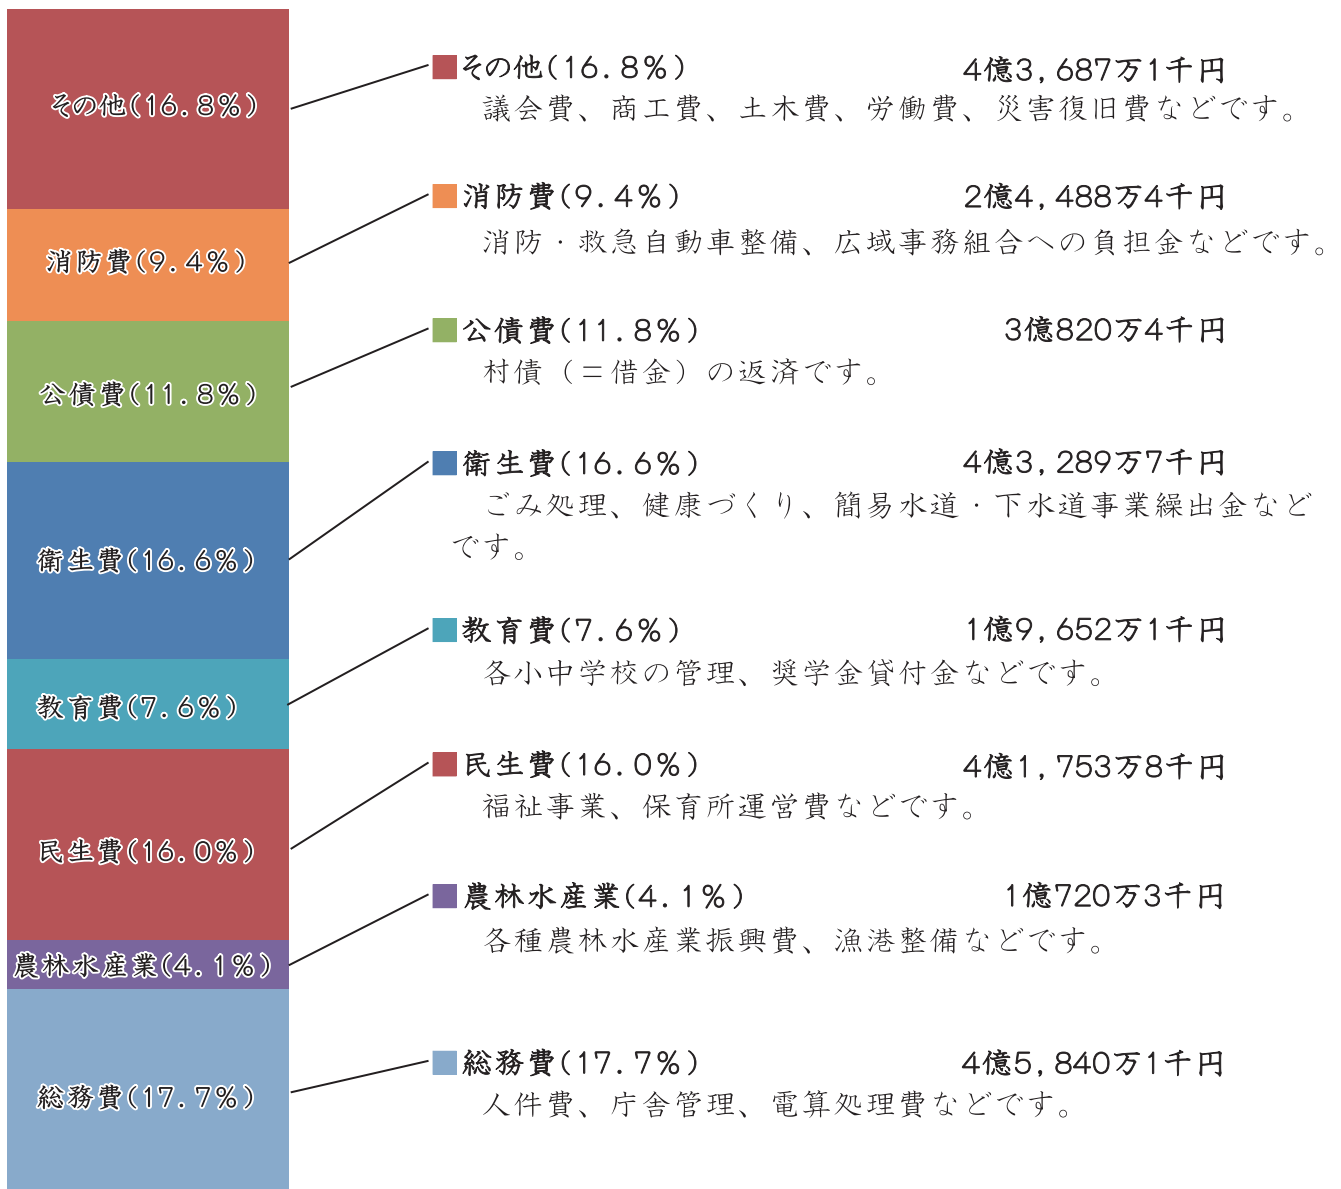 その他(16.8%)
消防費(9.4%)
公債費(11.8%)
衛生費(16.6%)
教育費(7.6%)
民生費(16.0%)
農林水産業(4.1%)
総務費(17.7%)
その他(16.8%) 4億3,687万1千円
議会費、商工費、土木費、労働費、災害復旧費などです。
消防費(9.4%) 2億4,488万4千円
消防・救急自動車整備、広域事務組合への負担金などです。
公債費(11.8%) 3億820万4千円
村債（＝借金）の返済です。
衛生費(16.6%) 4億3,289万7千円
ごみ処理、健康づくり、簡易水道・下水道事業繰出金など
です。
教育費(7.6%) 1億9,652万1千円
各小中学校の管理、奨学金貸付金などです。
民生費(16.0%) 4億1,753万8千円
福祉事業、保育所運営費などです。
農林水産業(4.1%) 1億720万3千円
各種農林水産業振興費、漁港整備などです。
総務費(17.7%) 4億5,840万1千円
人件費、庁舎管理、電算処理費などです。